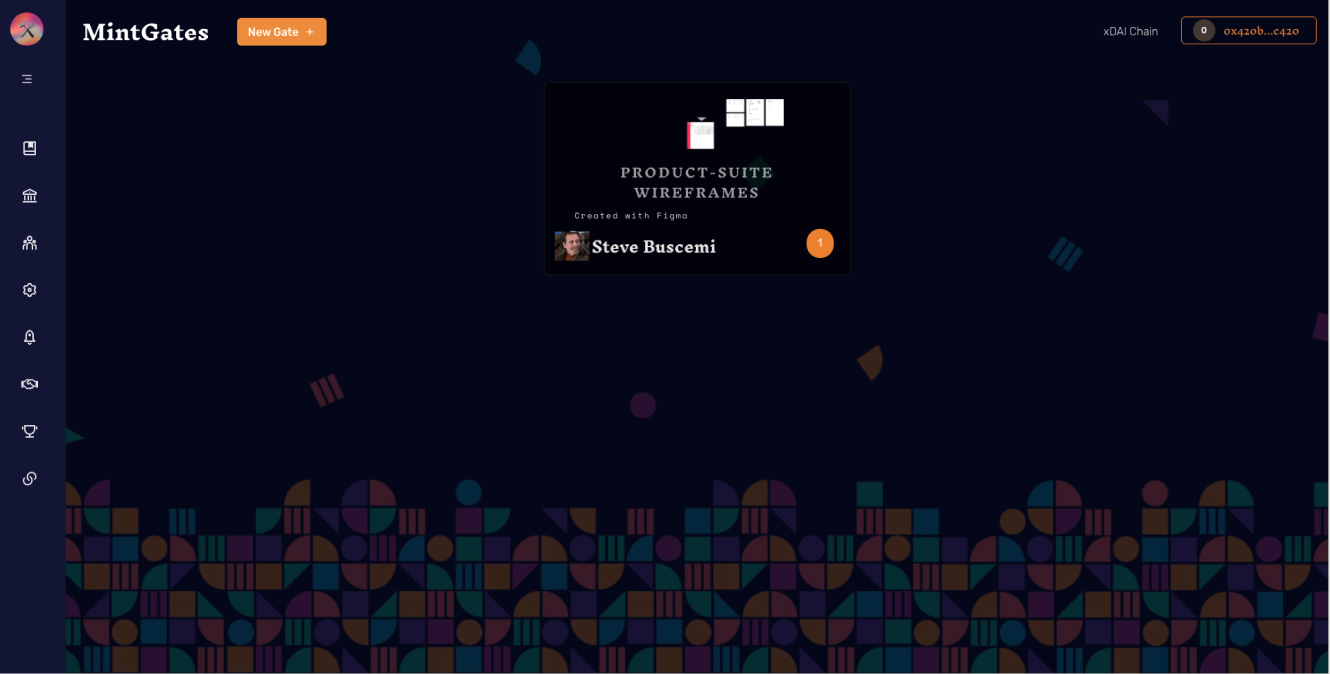 MintGates
New Gate +
xDAI Chain
0
0x420b...c420
PRODUCT-SUITE
WIREFRAMES
Created with Figma
Steve Buscemi
1